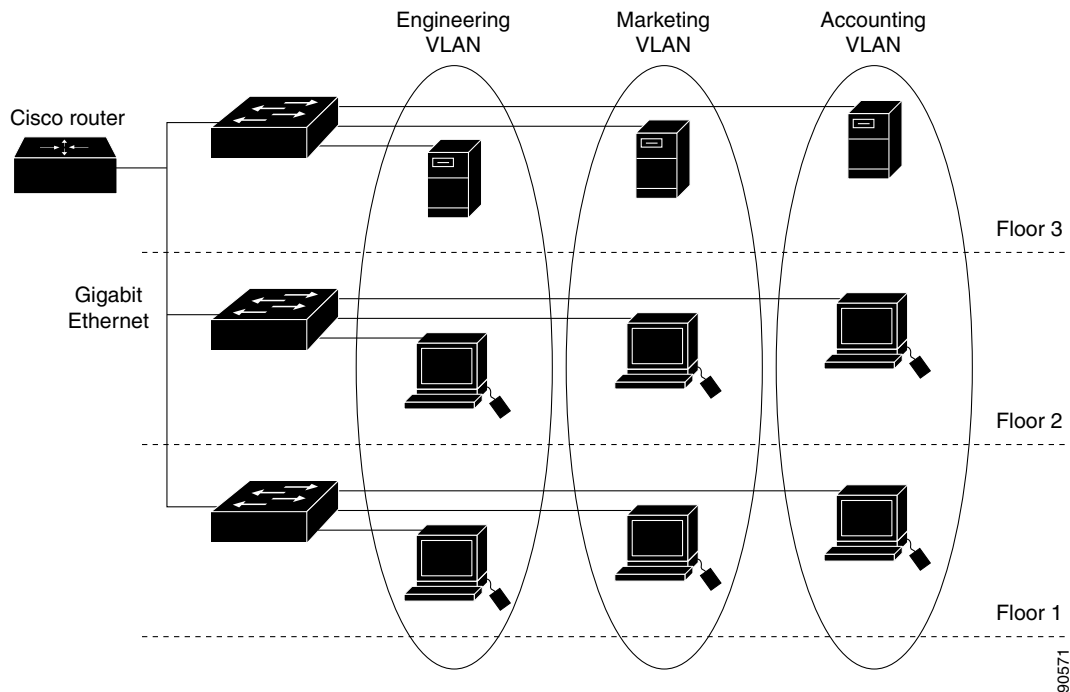 Engineering
VLAN
Marketing
VLAN
Accounting
VLAN
Cisco router
Floor 3
Gigabit
Ethernet
Floor 2
Floor 1
90571